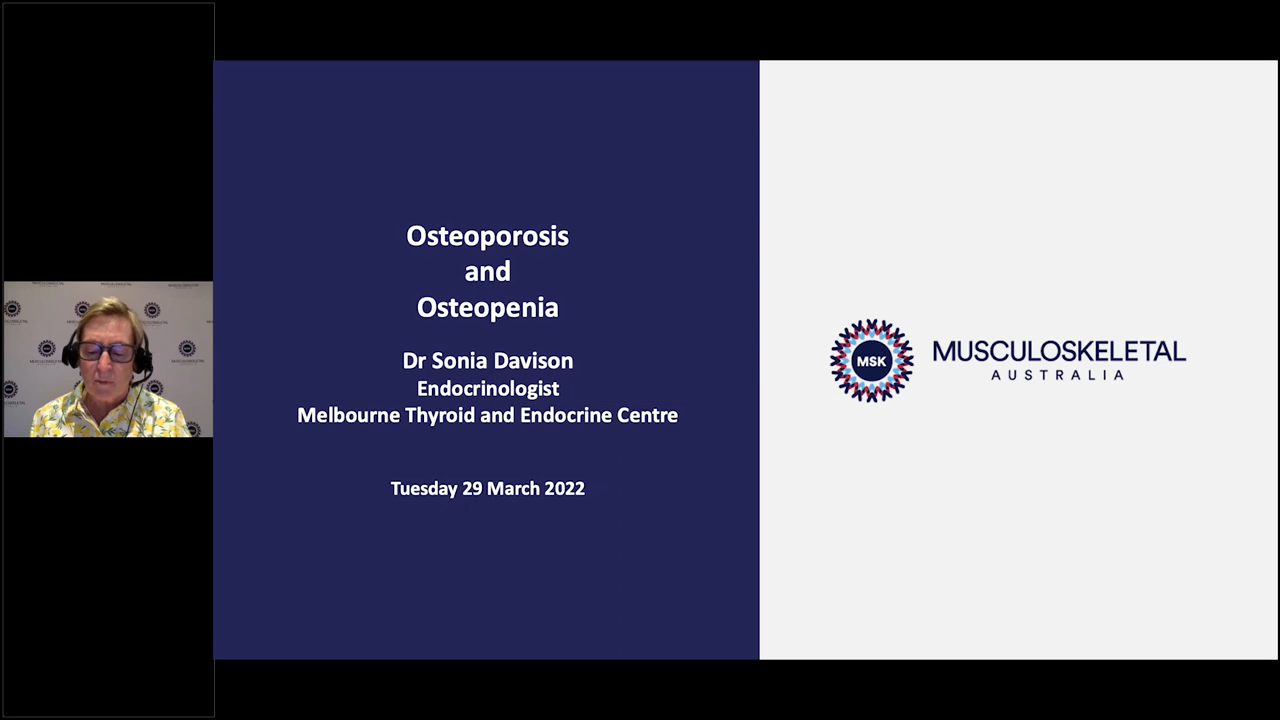 Osteoporosis
and
Osteopenia
Dr Sonia Davison
Endocrinologist
Melbourne Thyroid and Endocrine Centre
Tuesday 29 March 2022
MSK
MUSCULOSKELETAL
AUSTRALIA